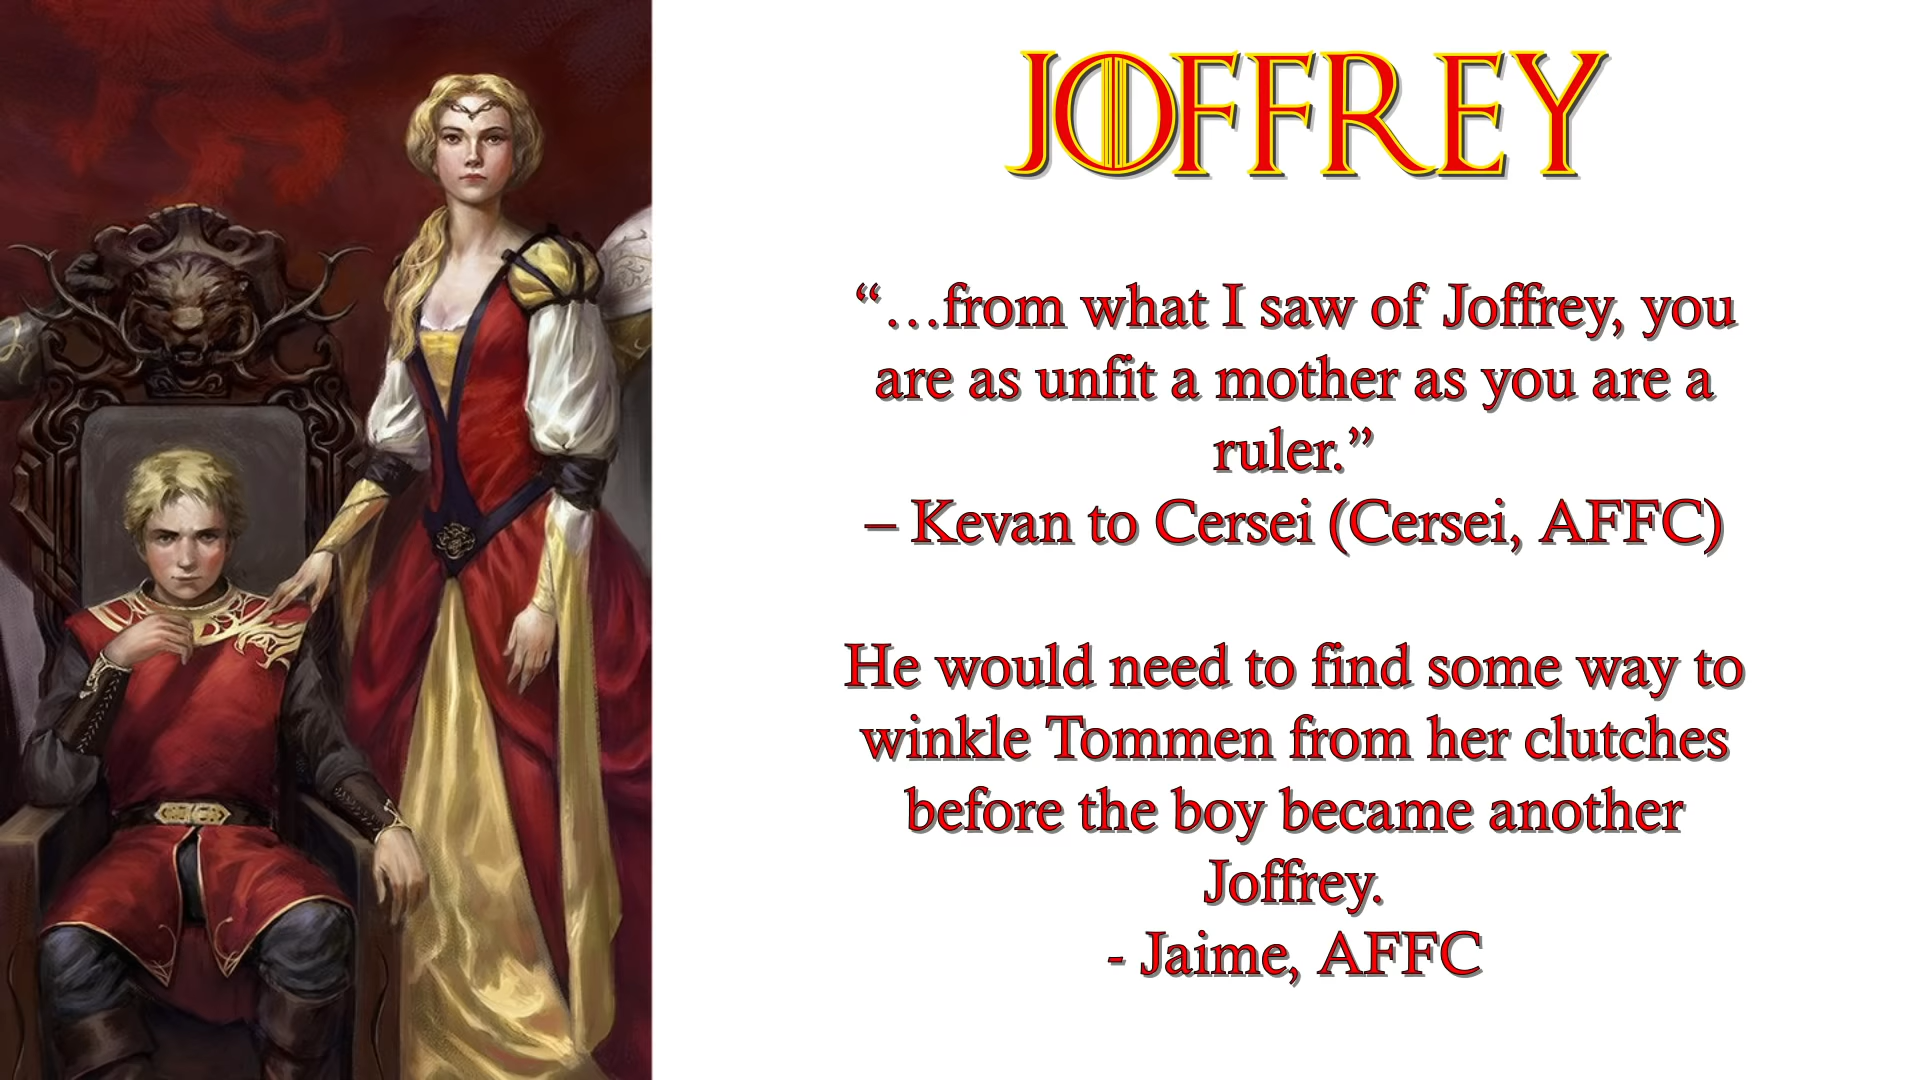 JOFFREY
“…from what I saw of Joffrey, you
are as unfit a mother as you are a
ruler.”
– Kevan to Cersei (Cersei, AFFC)
He would need to find some way to
winkle Tommen from her clutches
before the boy became another
Joffrey.
- Jaime, AFFC